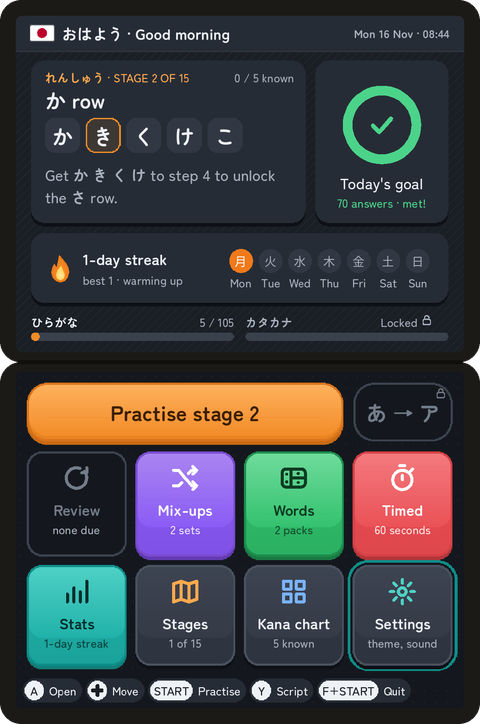 おはよう · Good morning
Mon 16 Nov · 08:44
れんしゅう · STAGE 2 OF 15
0 / 5 known
か row
か き く け こ
Get か き く け to step 4 to unlock
the さ row.
Today's goal
70 answers · met!
1-day streak
best 1 · warming up
月 火 水 木 金 土 日
Mon Tue Wed Thu Fri Sat Sun
ひらがな
5 / 105
カタカナ
Locked
Practise stage 2
あ → ア
Review
none due
Mix-ups
2 sets
Words
2 packs
Timed
60 seconds
Stats
1-day streak
Stages
1 of 15
Kana chart
5 known
Settings
theme, sound
A Open Move START Practise Y Script F+START Quit